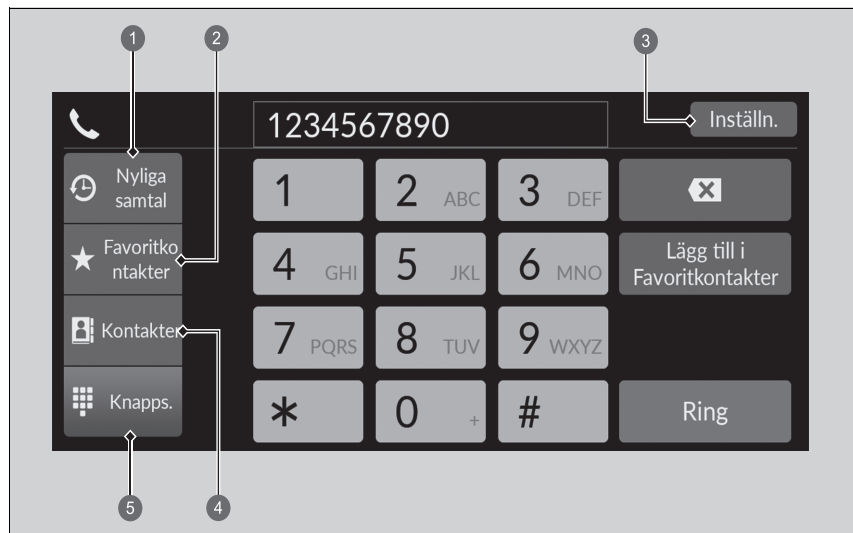 1
2
3
1234567890
Inställn.
Nyliga
samtal
1
2 ABC
3 DEF
Favoritko
ntakter
4 GHI
5 JKL
6 MNO
Lägg till i
Favoritkontakter
Kontakter
7 PQRS
8 TUV
9 WXYZ
Knapps.
*
0 +
#
Ring
5
4